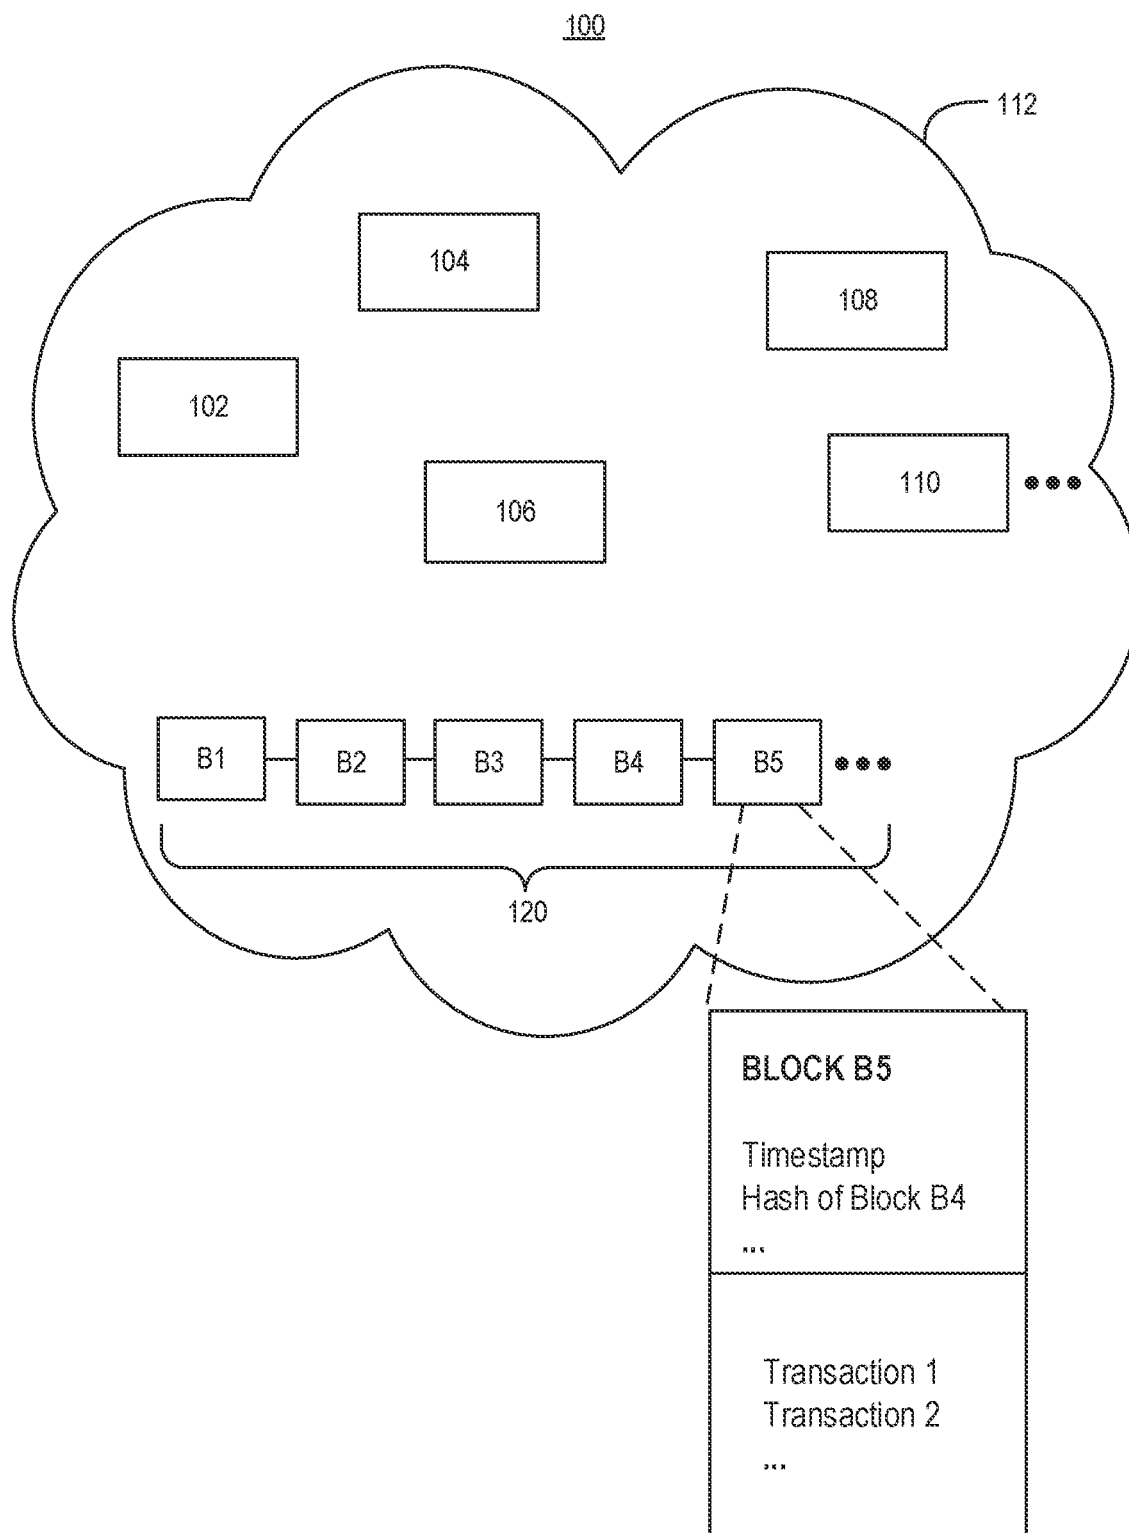 100
112
104
108
102
110
106
B1
B2
B3
B4
B5
120
BLOCK B5
Timestamp
Hash of Block B4
...
Transaction 1
Transaction 2
...